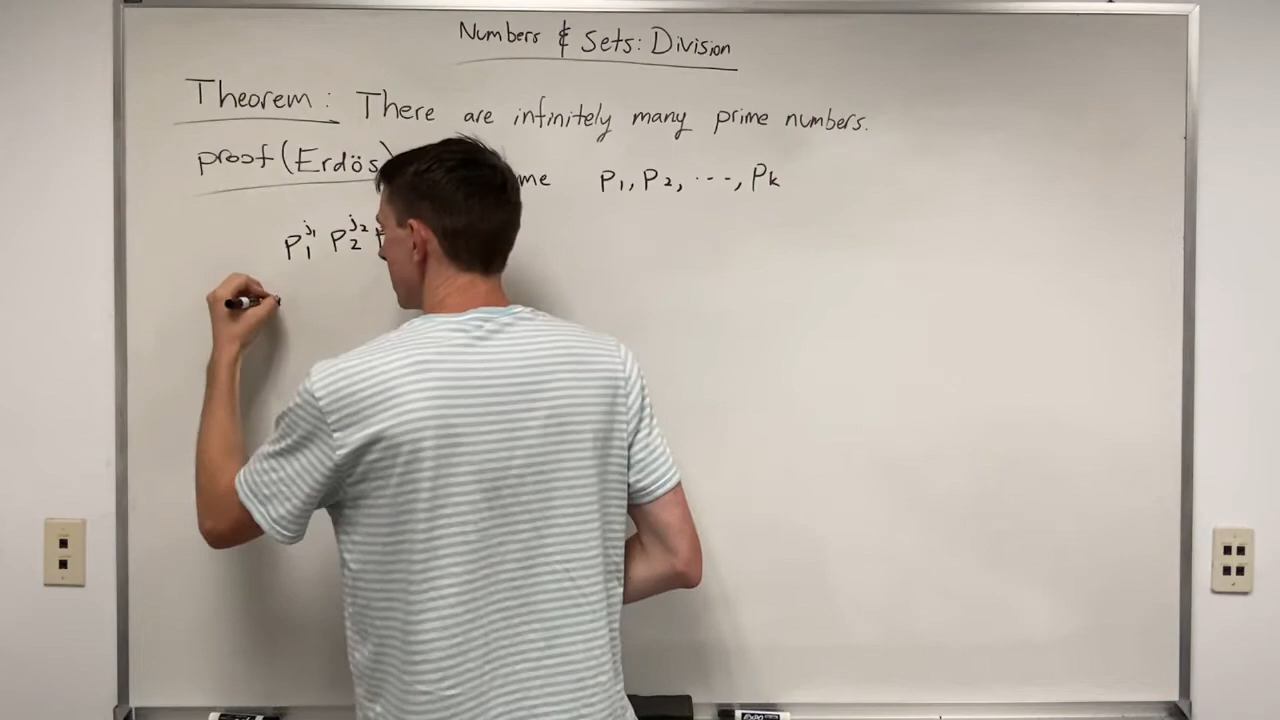 Numbers & Sets: Division
Theorem: There are infinitely many prime numbers.
proof (Erdös) me P₁, P₂, ..., Pₖ
P₁^j₁ P₂^j₂
EXPO